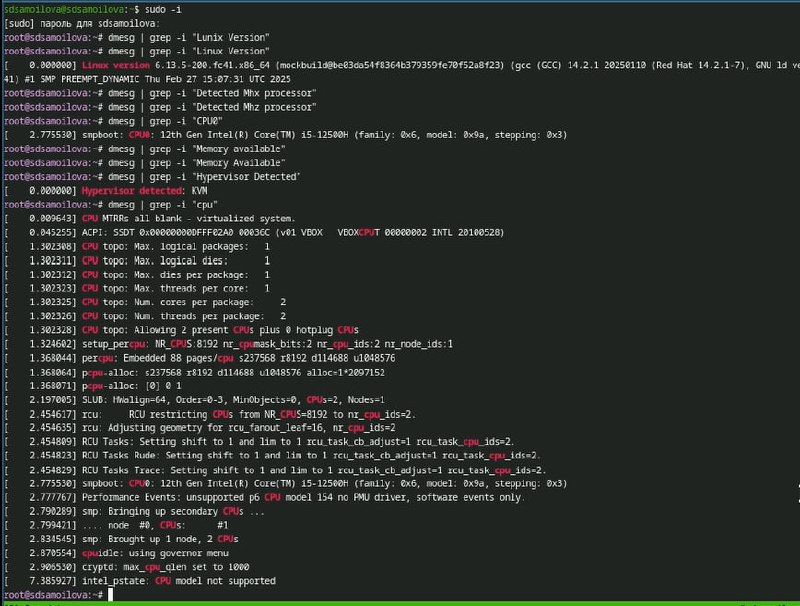 sdsamoilova@sdsamoilova:~$ sudo -i
[sudo] пароль для sdsamoilova:
root@sdsamoilova:~# dmesg | grep -i "Lunix Version"
root@sdsamoilova:~# dmesg | grep -i "Linux Version"
[    0.000000] Linux version 6.13.5-200.fc41.x86_64 (mockbuild@be03da54f8364b379359fe70f52a8f23) (gcc (GCC) 14.2.1 20250110 (Red Hat 14.2.1-7), GNU ld ve
41) #1 SMP PREEMPT_DYNAMIC Thu Feb 27 15:07:31 UTC 2025
root@sdsamoilova:~# dmesg | grep -i "Detected Mhx processor"
root@sdsamoilova:~# dmesg | grep -i "Detected Mhz processor"
root@sdsamoilova:~# dmesg | grep -i "CPU0"
[    2.775530] smpboot: CPU0: 12th Gen Intel(R) Core(TM) i5-12500H (family: 0x6, model: 0x9a, stepping: 0x3)
root@sdsamoilova:~# dmesg | grep -i "Memory available"
root@sdsamoilova:~# dmesg | grep -i "Memory Available"
root@sdsamoilova:~# dmesg | grep -i "Hypervisor Detected"
[    0.000000] Hypervisor detected: KVM
root@sdsamoilova:~# dmesg | grep -i "cpu"
[    0.009643] CPU MTRRs all blank - virtualized system.
[    0.045255] ACPI: SSDT 0x00000000DFFF02A0 00036C (v01 VBOX   VBOXCPUT 00000002 INTL 20100528)
[    1.302308] CPU topo: Max. logical packages:   1
[    1.302311] CPU topo: Max. logical dies:       1
[    1.302312] CPU topo: Max. dies per package:   1
[    1.302323] CPU topo: Max. threads per core:   1
[    1.302325] CPU topo: Num. cores per package:     2
[    1.302326] CPU topo: Num. threads per package:   2
[    1.302328] CPU topo: Allowing 2 present CPUs plus 0 hotplug CPUs
[    1.324602] setup_percpu: NR_CPUS:8192 nr_cpumask_bits:2 nr_cpu_ids:2 nr_node_ids:1
[    1.368044] percpu: Embedded 88 pages/cpu s237568 r8192 d114688 u1048576
[    1.368064] pcpu-alloc: s237568 r8192 d114688 u1048576 alloc=1*2097152
[    1.368071] pcpu-alloc: [0] 0 1
[    2.197005] SLUB: HWalign=64, Order=0-3, MinObjects=0, CPUs=2, Nodes=1
[    2.454617] rcu:     RCU restricting CPUs from NR_CPUS=8192 to nr_cpu_ids=2.
[    2.454635] rcu: Adjusting geometry for rcu_fanout_leaf=16, nr_cpu_ids=2
[    2.454809] RCU Tasks: Setting shift to 1 and lim to 1 rcu_task_cb_adjust=1 rcu_task_cpu_ids=2.
[    2.454823] RCU Tasks Rude: Setting shift to 1 and lim to 1 rcu_task_cb_adjust=1 rcu_task_cpu_ids=2.
[    2.454829] RCU Tasks Trace: Setting shift to 1 and lim to 1 rcu_task_cb_adjust=1 rcu_task_cpu_ids=2.
[    2.775530] smpboot: CPU0: 12th Gen Intel(R) Core(TM) i5-12500H (family: 0x6, model: 0x9a, stepping: 0x3)
[    2.777767] Performance Events: unsupported p6 CPU model 154 no PMU driver, software events only.
[    2.790289] smp: Bringing up secondary CPUs ...
[    2.799421] .... node  #0, CPUs:      #1
[    2.834545] smp: Brought up 1 node, 2 CPUs
[    2.870554] cpuidle: using governor menu
[    2.906530] cryptd: max_cpu_qlen set to 1000
[    7.385927] intel_pstate: CPU model not supported
root@sdsamoilova:~#